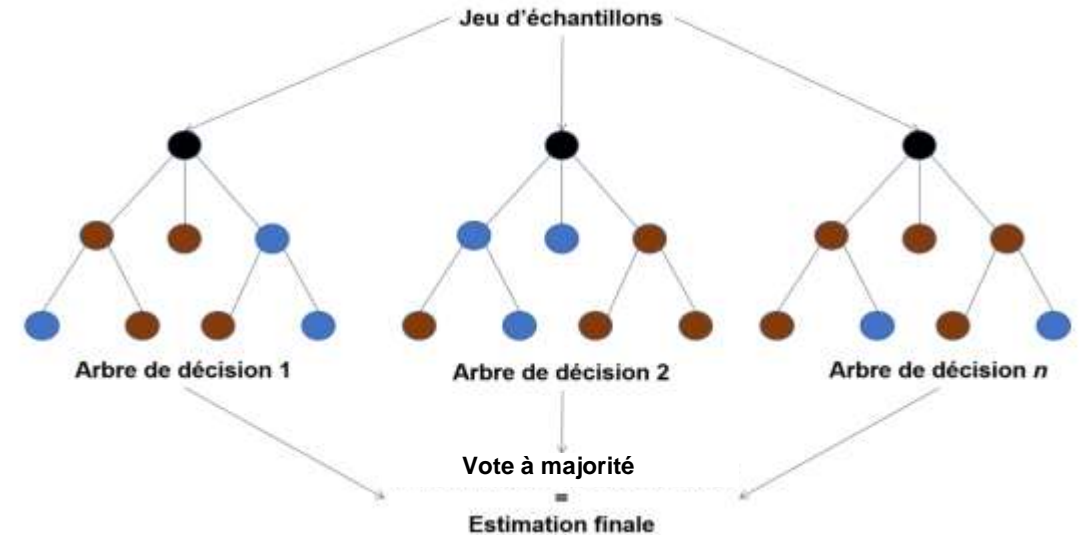 Jeu d'échantillons
Arbre de décision 1
Arbre de décision 2
Arbre de décision n
Vote à majorité
=
Estimation finale